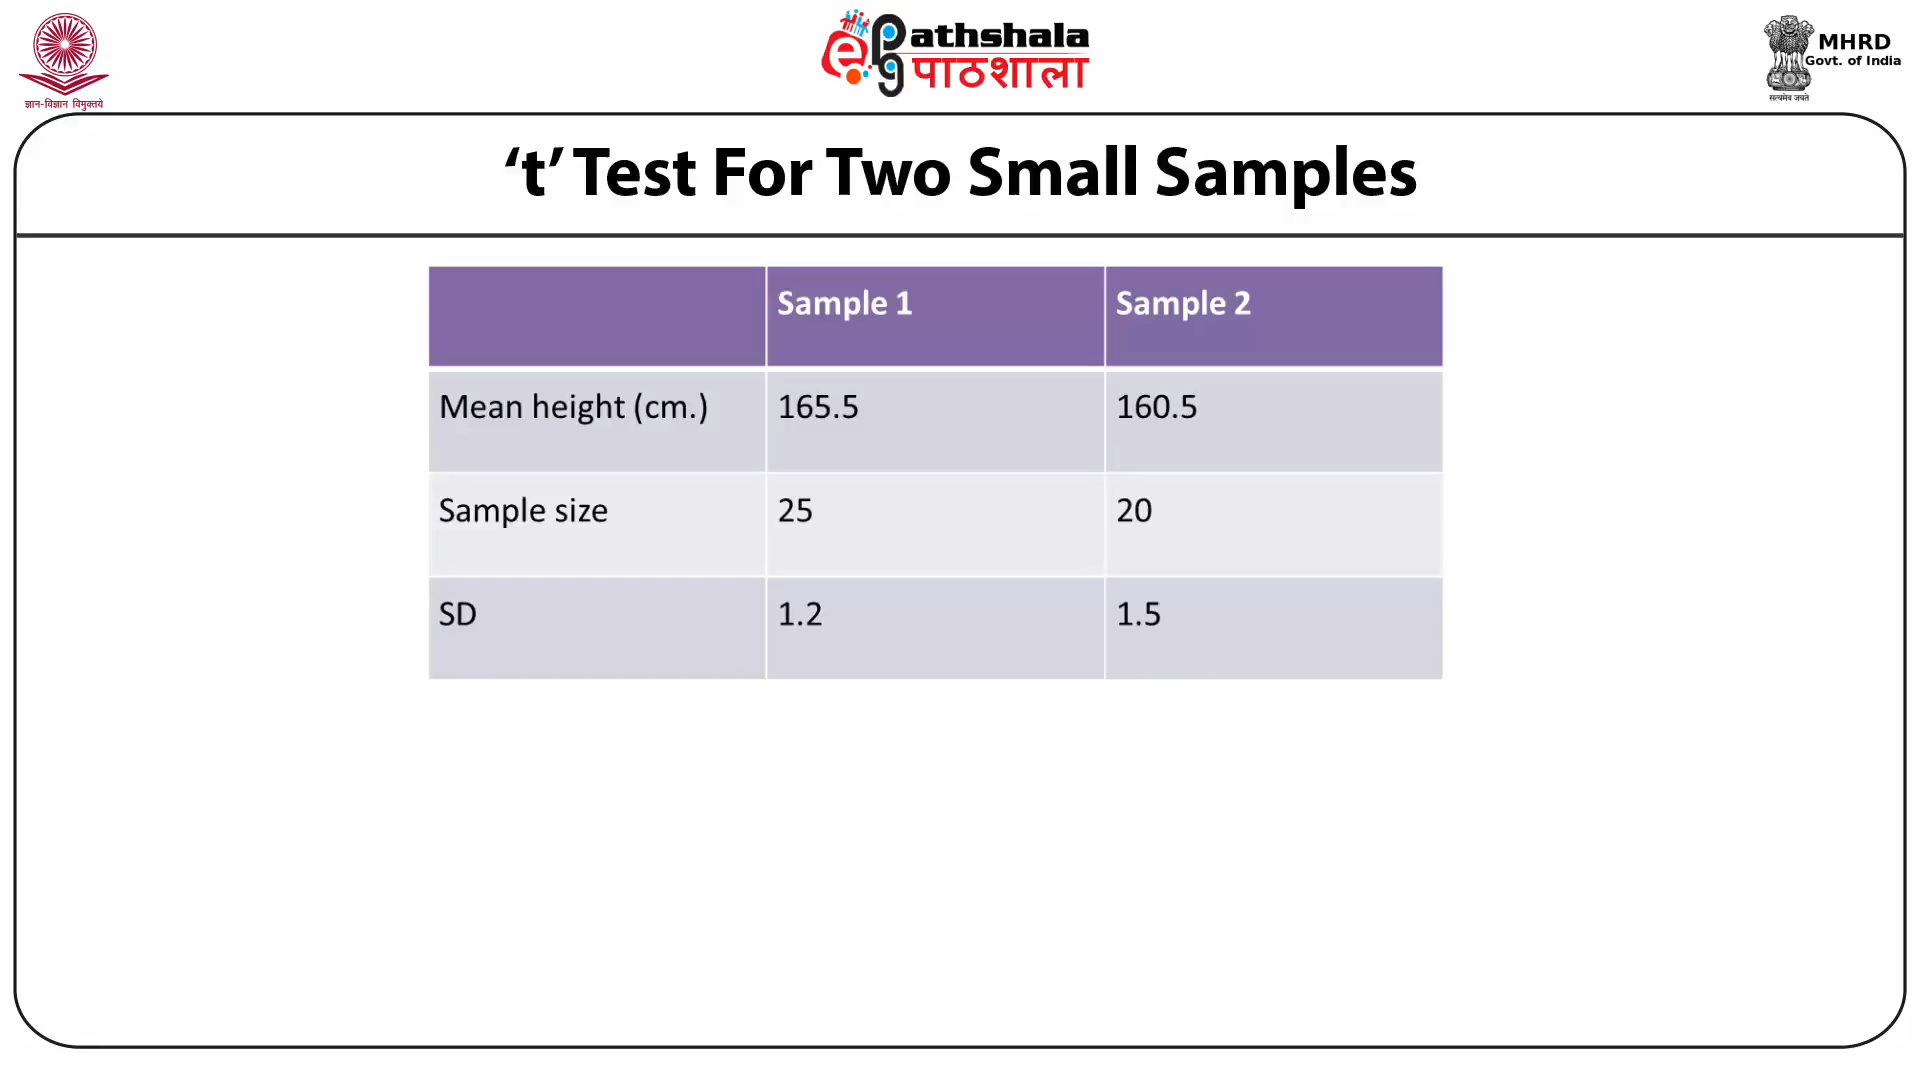 ज्ञान-विज्ञान विमुक्तये
ePathshala
पाठशाला
MHRD
Govt. of India
सत्यमेव जयते
‘t’ Test For Two Small Samples
Sample 1 Sample 2
Mean height (cm.) 165.5 160.5
Sample size 25 20
SD 1.2 1.5